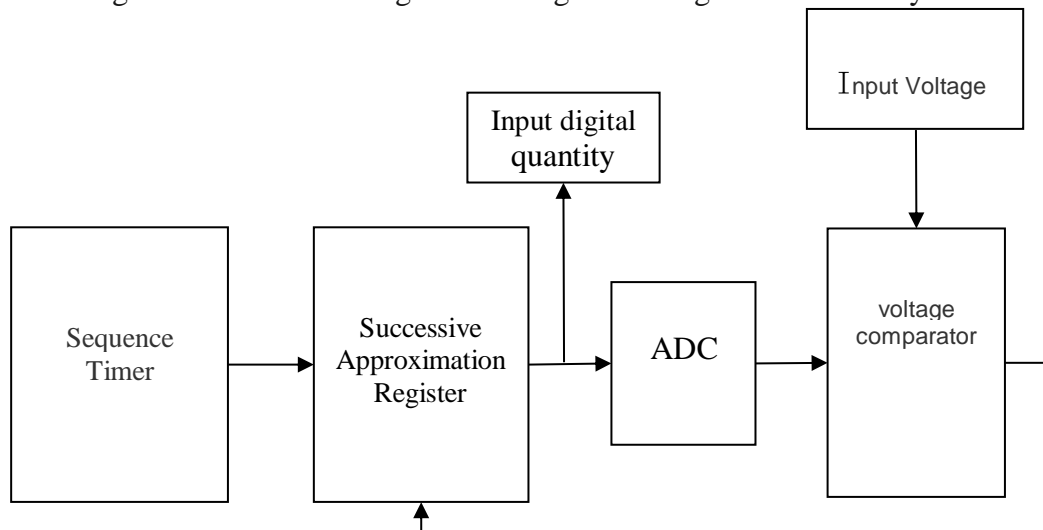 Input Voltage
Input digital
quantity
Sequence
Timer
Successive
Approximation
Register
ADC
voltage
comparator